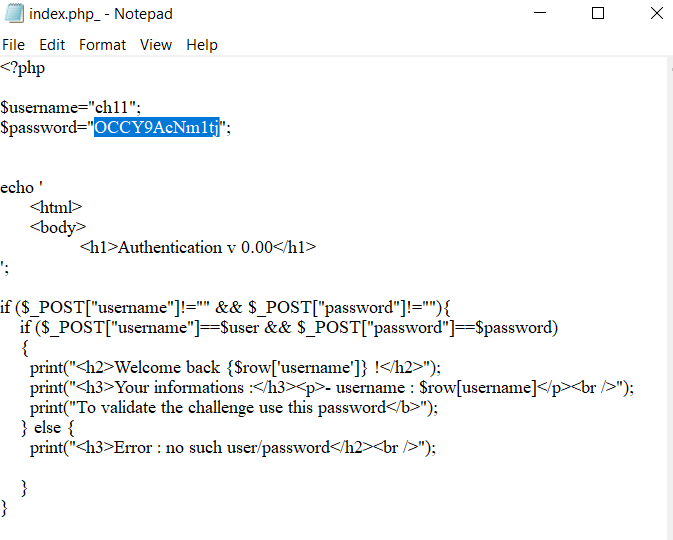 index.php_ - Notepad
File Edit Format View Help
<?php
$username="ch11";
$password="OCCY9AcNm1tj";
echo '
<html>
<body>
<h1>Authentication v 0.00</h1>
';
if ($_POST["username"]!="" && $_POST["password"]!=""){
if ($_POST["username"]==$user && $_POST["password"]==$password)
{
print("<h2>Welcome back {$row['username']} !</h2>");
print("<h3>Your informations :</h3><p>- username : $row[username]</p><br />");
print("To validate the challenge use this password</b>");
} else {
print("<h3>Error : no such user/password</h2><br />");
}
}